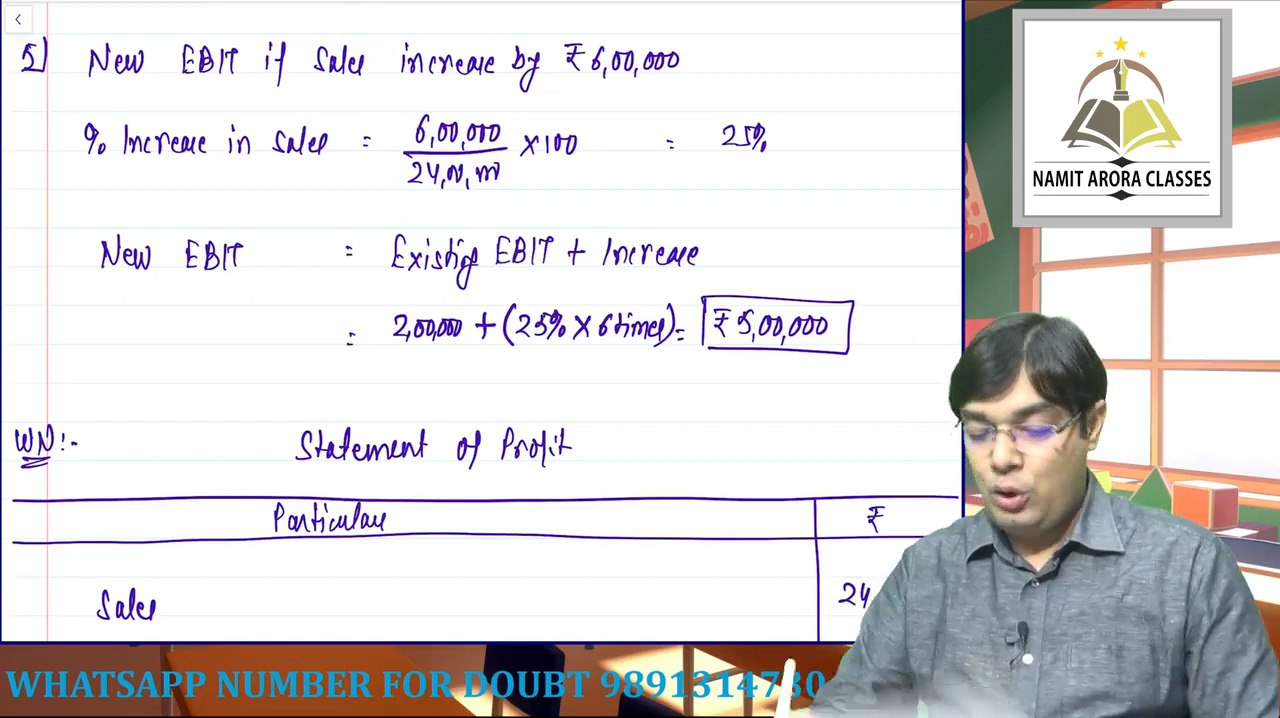 5] New EBIT if Sales increase by ₹ 6,00,000
% Increase in Sales = 6,00,000 / 24,00,000 × 100 = 25%
New EBIT = Existing EBIT + Increase
= 2,00,000 + (25% × 6 times) = ₹ 5,00,000
WN:-
Statement of Profit
Particulars ₹
Sales 24,
NAMIT ARORA CLASSES
WHATSAPP NUMBER FOR DOUBT 9891314730